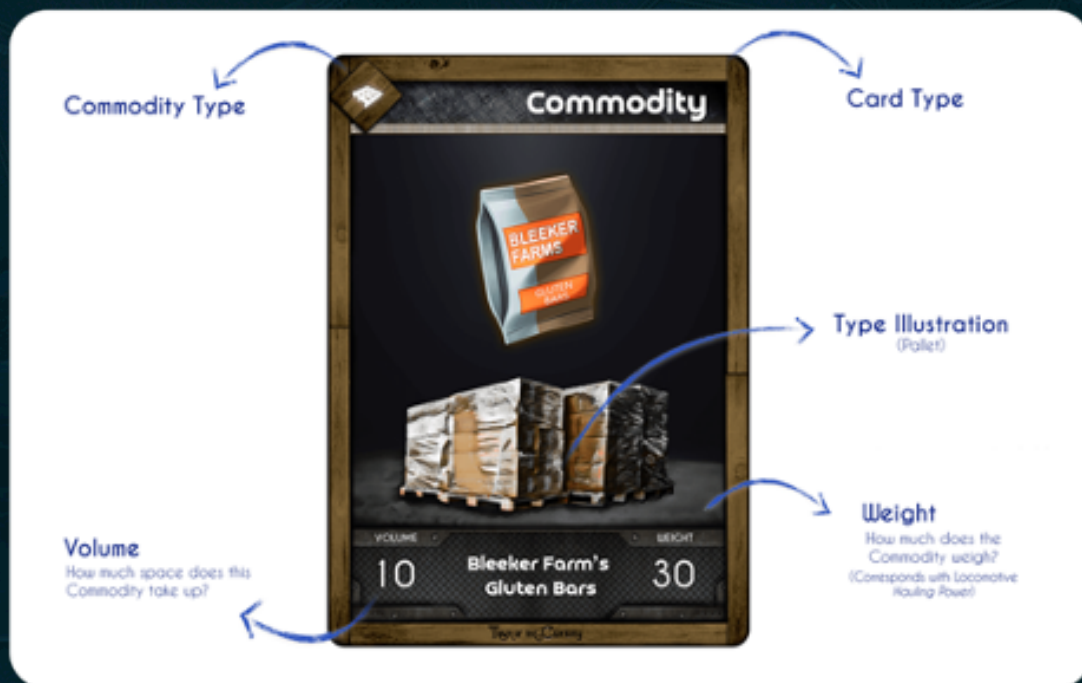 Commodity Type
Commodity
Card Type
BLEEKER
FARMS
GLUTEN
BARS
Type Illustration
(Pallet)
Weight
How much does the
Commodity weigh?
(Corresponds with Locomotive
Hauling Power)
Volume
How much space does this
Commodity take up?
VOLUME
WEIGHT
10
Bleeker Farm's
Gluten Bars
30